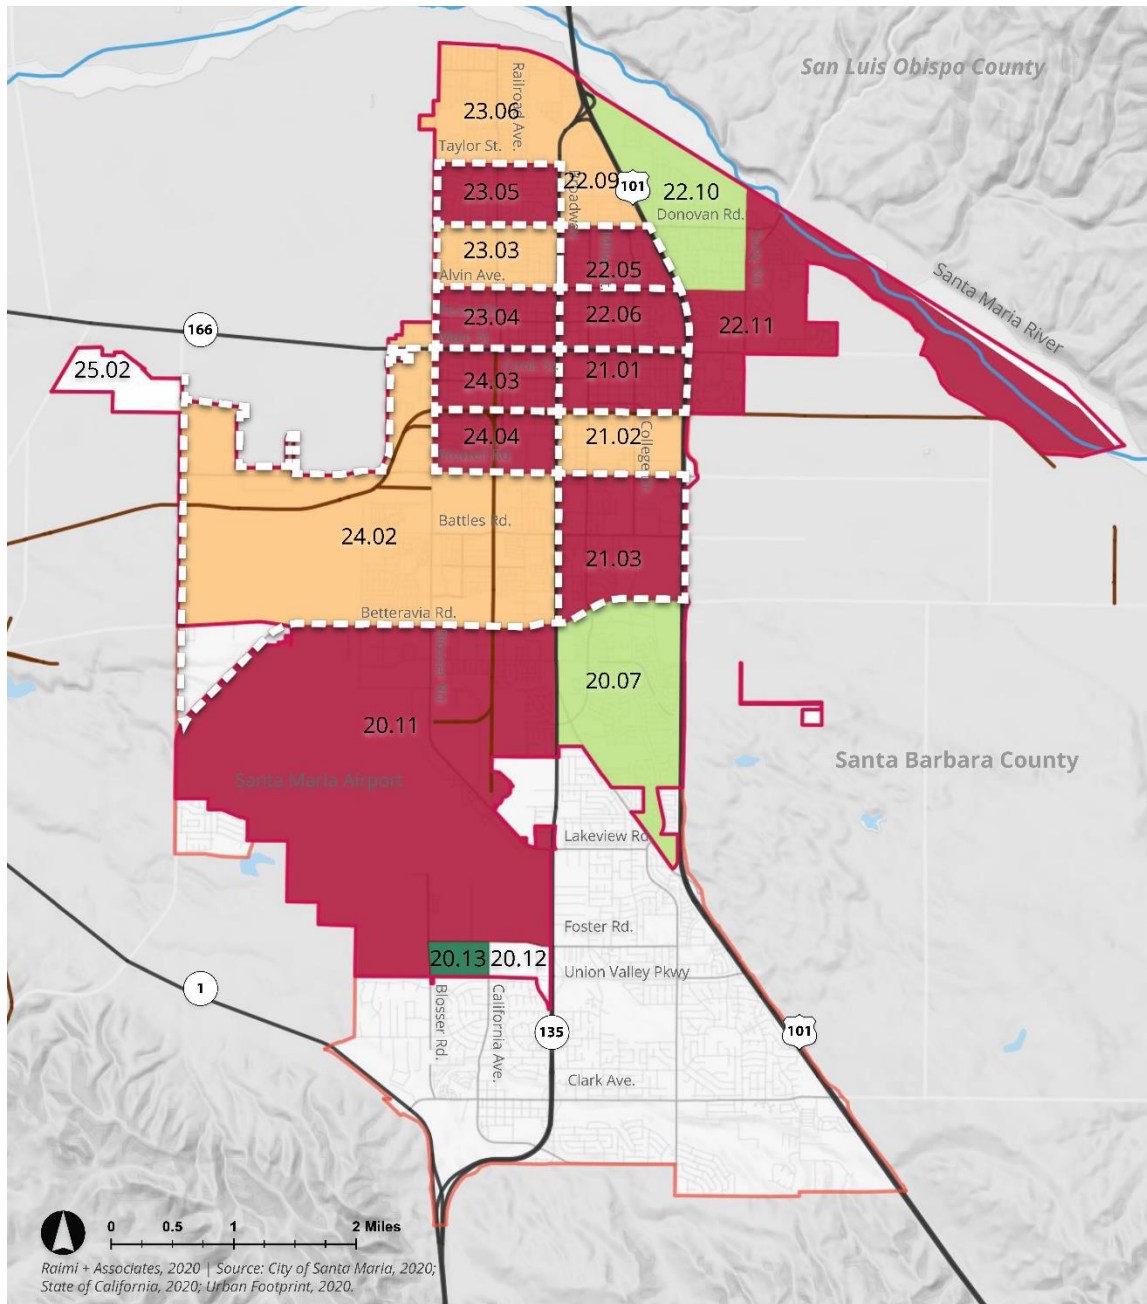 San Luis Obispo County
23.06
Railroad Ave.
Taylor St.
23.05
22.09
101
22.10
Donovan Rd.
23.03
Alvin Ave.
22.05
Santa Maria River
166
23.04
22.06
22.11
25.02
24.03
21.01
24.04
21.02
Battles Rd.
24.02
21.03
Betteravia Rd.
20.07
20.11
Santa Maria Airport
Santa Barbara County
Lakeview Rd
Foster Rd.
20.13
20.12
Union Valley Pkwy
1
Blosser Rd.
California Ave.
135
101
Clark Ave.
0 0.5 1 2 Miles
Raimi + Associates, 2020 | Source: City of Santa Maria, 2020;
State of California, 2020; Urban Footprint, 2020.